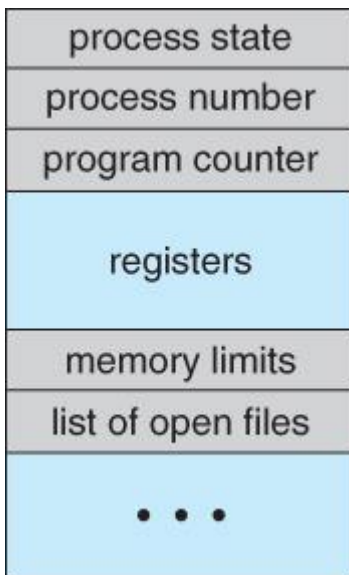 process state
process number
program counter
registers
memory limits
list of open files
• • •